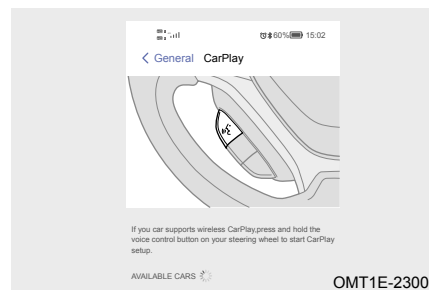 60% 15:02
General CarPlay
If you car supports wireless CarPlay,press and hold the
voice control button on your steering wheel to start CarPlay
setup.
AVAILABLE CARS
OMT1E-2300